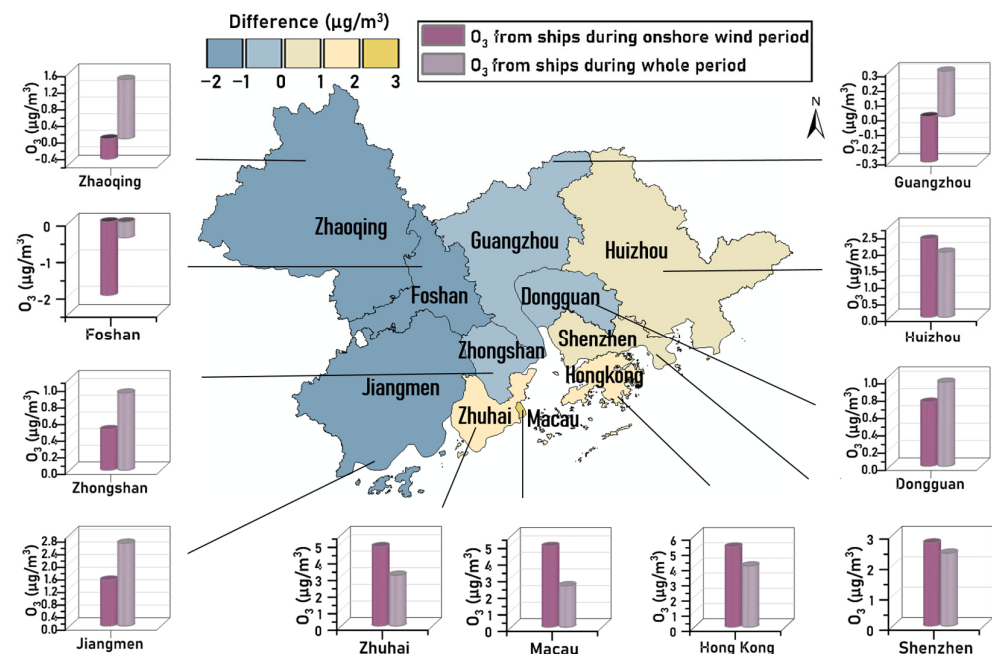 Difference (μg/m³)
-2 -1 0 1 2 3
O₃ from ships during onshore wind period
O₃ from ships during whole period
N
O₃ (μg/m³)
1.6
1.2
0.8
0.4
0.0
-0.4
Zhaoqing
O₃ (μg/m³)
0.3
0.2
0.1
0.0
-0.1
-0.2
-0.3
Guangzhou
O₃ (μg/m³)
0
-1
-2
Foshan
O₃ (μg/m³)
2.5
2.0
1.5
1.0
0.5
0.0
Huizhou
Zhaoqing
Guangzhou
Huizhou
Foshan
Dongguan
Shenzhen
Zhongshan
Hongkong
Jiangmen
Zhuhai
Macau
O₃ (μg/m³)
1.0
0.8
0.6
0.4
0.2
0.0
Zhongshan
O₃ (μg/m³)
1.0
0.8
0.6
0.4
0.2
0.0
Dongguan
O₃ (μg/m³)
2.8
2.4
2.0
1.6
1.2
0.8
0.4
0.0
Jiangmen
O₃ (μg/m³)
5
4
3
2
1
0
Zhuhai
O₃ (μg/m³)
5
4
3
2
1
0
Macau
O₃ (μg/m³)
6
5
4
3
2
1
0
Hong Kong
O₃ (μg/m³)
3
2
1
0
Shenzhen